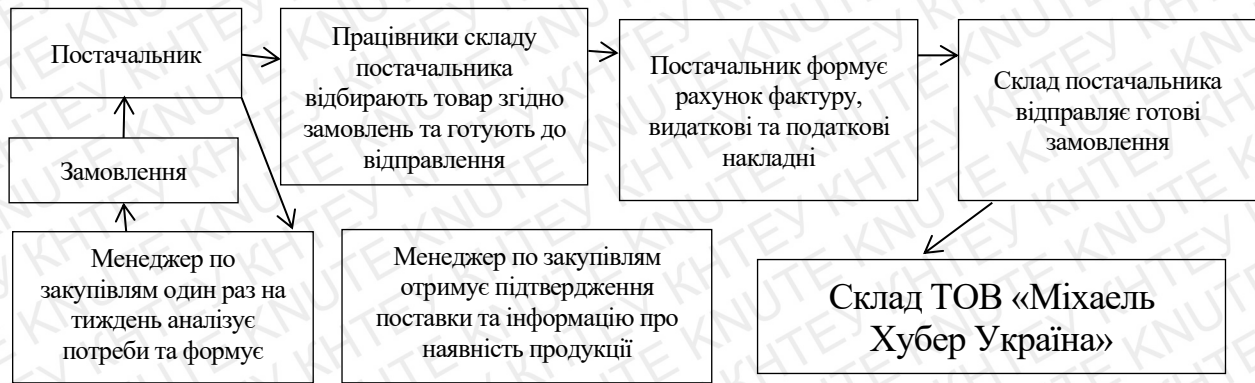 Постачальник
Працівники складу
постачальника
відбирають товар згідно
замовлень та готують до
відправлення
Постачальник формує
рахунок фактуру,
видаткові та податкові
накладні
Склад постачальника
відправляє готові
замовлення
Замовлення
Менеджер по
закупівлям один раз на
тиждень аналізує
потреби та формує
Менеджер по закупівлям
отримує підтвердження
поставки та інформацію про
наявність продукції
Склад ТОВ «Міхаель
Хубер Україна»